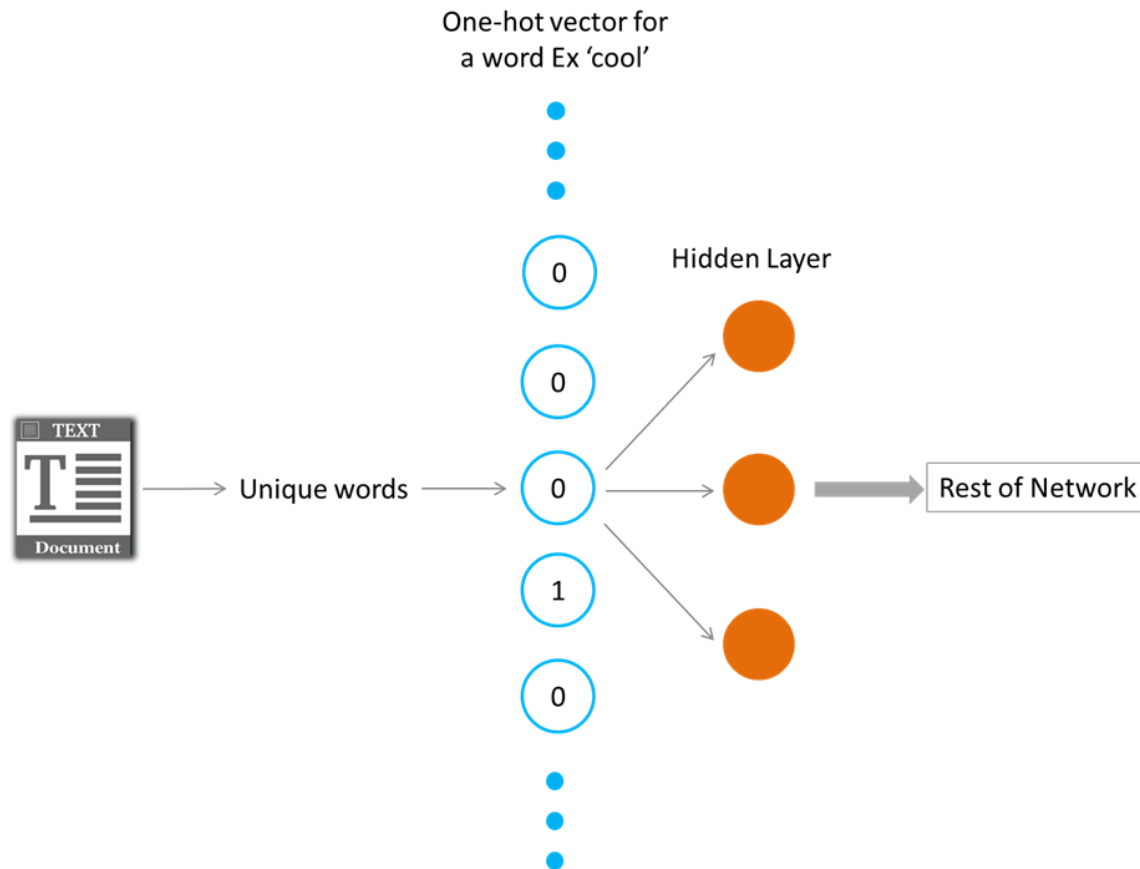 One-hot vector for
a word Ex ‘cool’
0
Hidden Layer
0
TEXT
T
Document
Unique words
0
Rest of Network
1
0